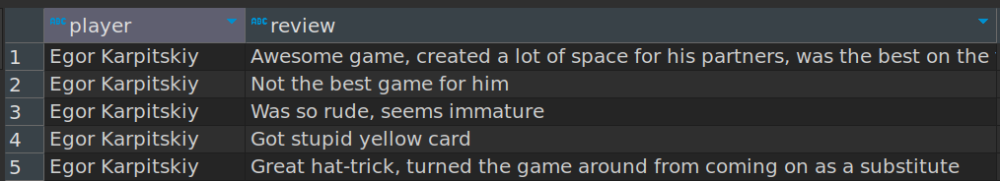 ABC player ABC review
1 Egor Karpitskiy Awesome game, created a lot of space for his partners, was the best on the
2 Egor Karpitskiy Not the best game for him
3 Egor Karpitskiy Was so rude, seems immature
4 Egor Karpitskiy Got stupid yellow card
5 Egor Karpitskiy Great hat-trick, turned the game around from coming on as a substitute